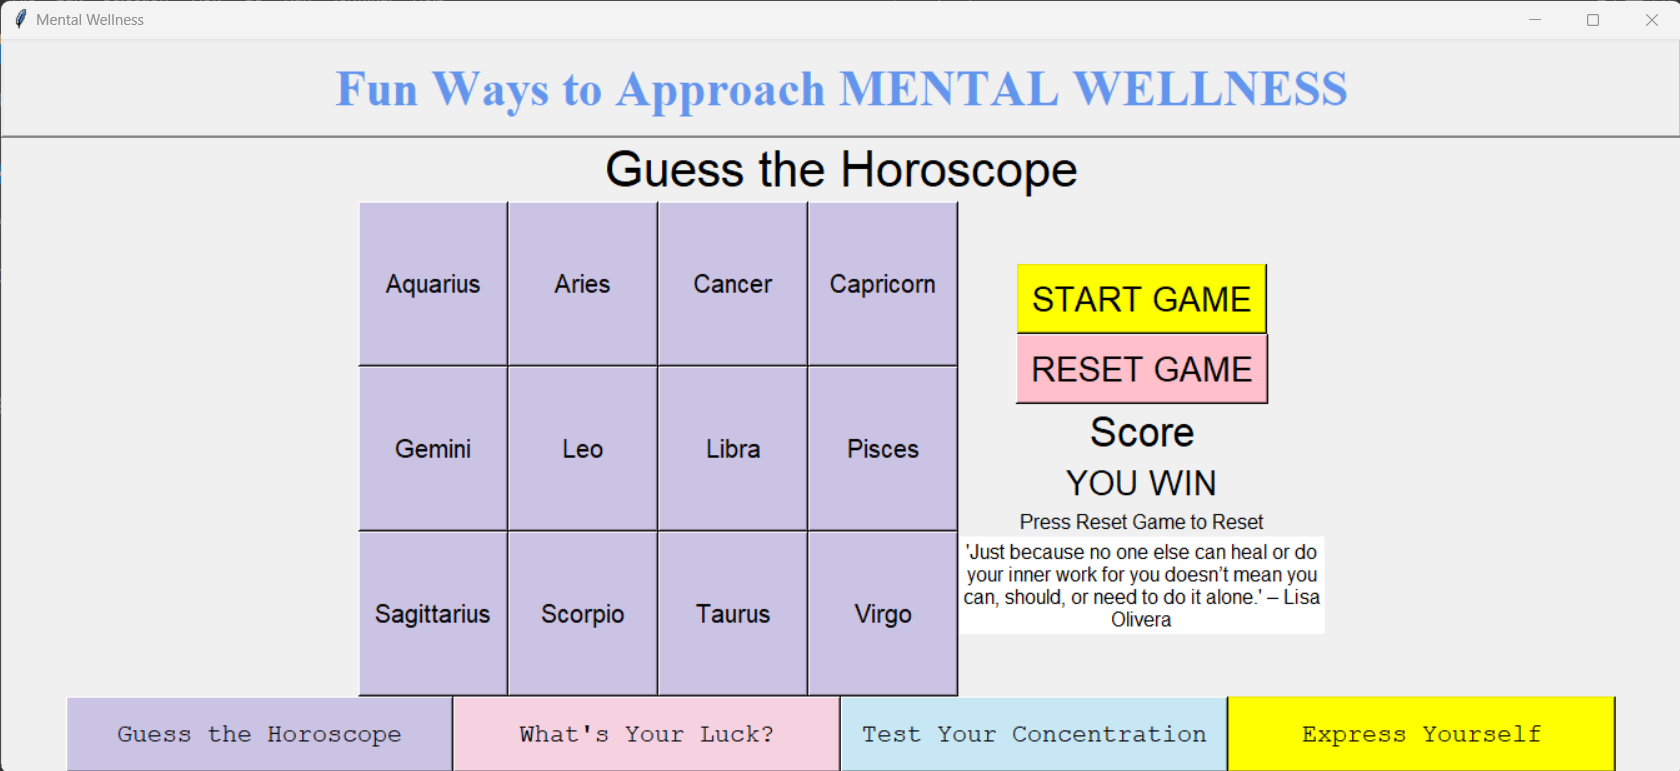 Mental Wellness
Fun Ways to Approach MENTAL WELLNESS
Guess the Horoscope
Aquarius Aries Cancer Capricorn
Gemini Leo Libra Pisces
Sagittarius Scorpio Taurus Virgo
START GAME
RESET GAME
Score
YOU WIN
Press Reset Game to Reset
'Just because no one else can heal or do
your inner work for you doesn’t mean you
can, should, or need to do it alone.' – Lisa
Olivera
Guess the Horoscope What's Your Luck? Test Your Concentration Express Yourself